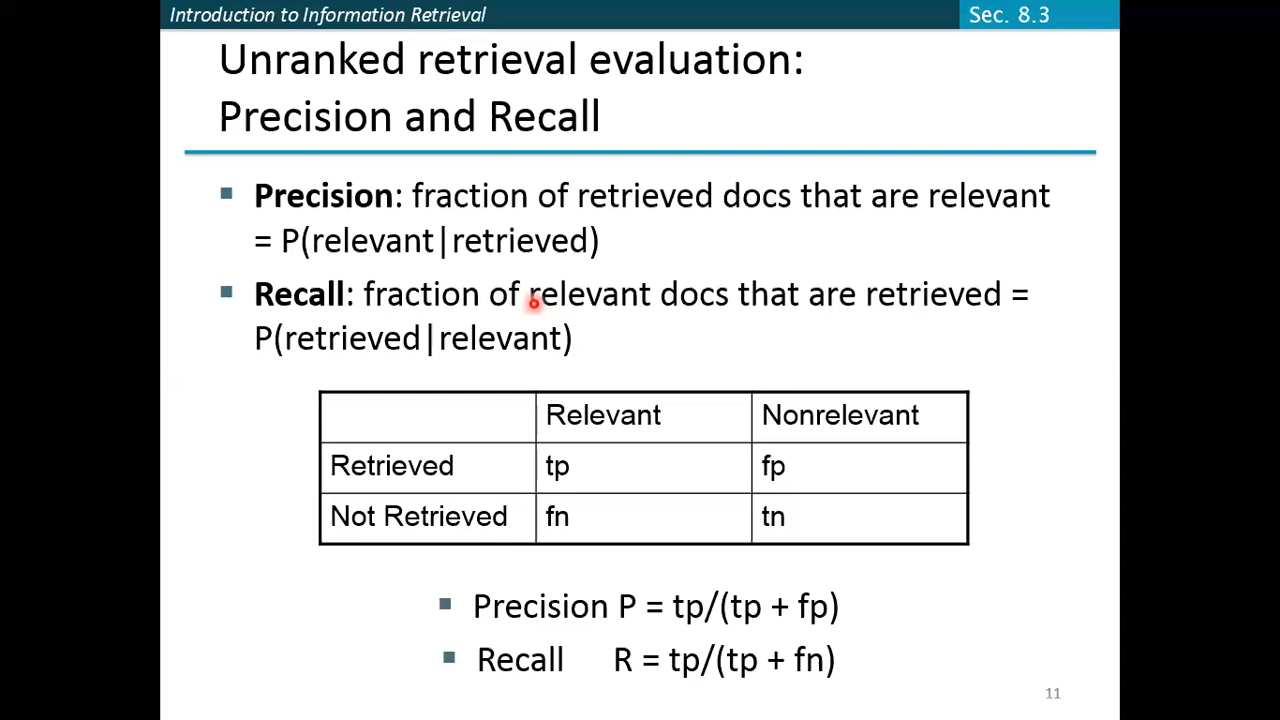 Introduction to Information Retrieval
Sec. 8.3
Unranked retrieval evaluation:
Precision and Recall
Precision: fraction of retrieved docs that are relevant
= P(relevant|retrieved)
Recall: fraction of relevant docs that are retrieved =
P(retrieved|relevant)
Relevant Nonrelevant
Retrieved tp fp
Not Retrieved fn tn
Precision P = tp/(tp + fp)
Recall R = tp/(tp + fn)
11